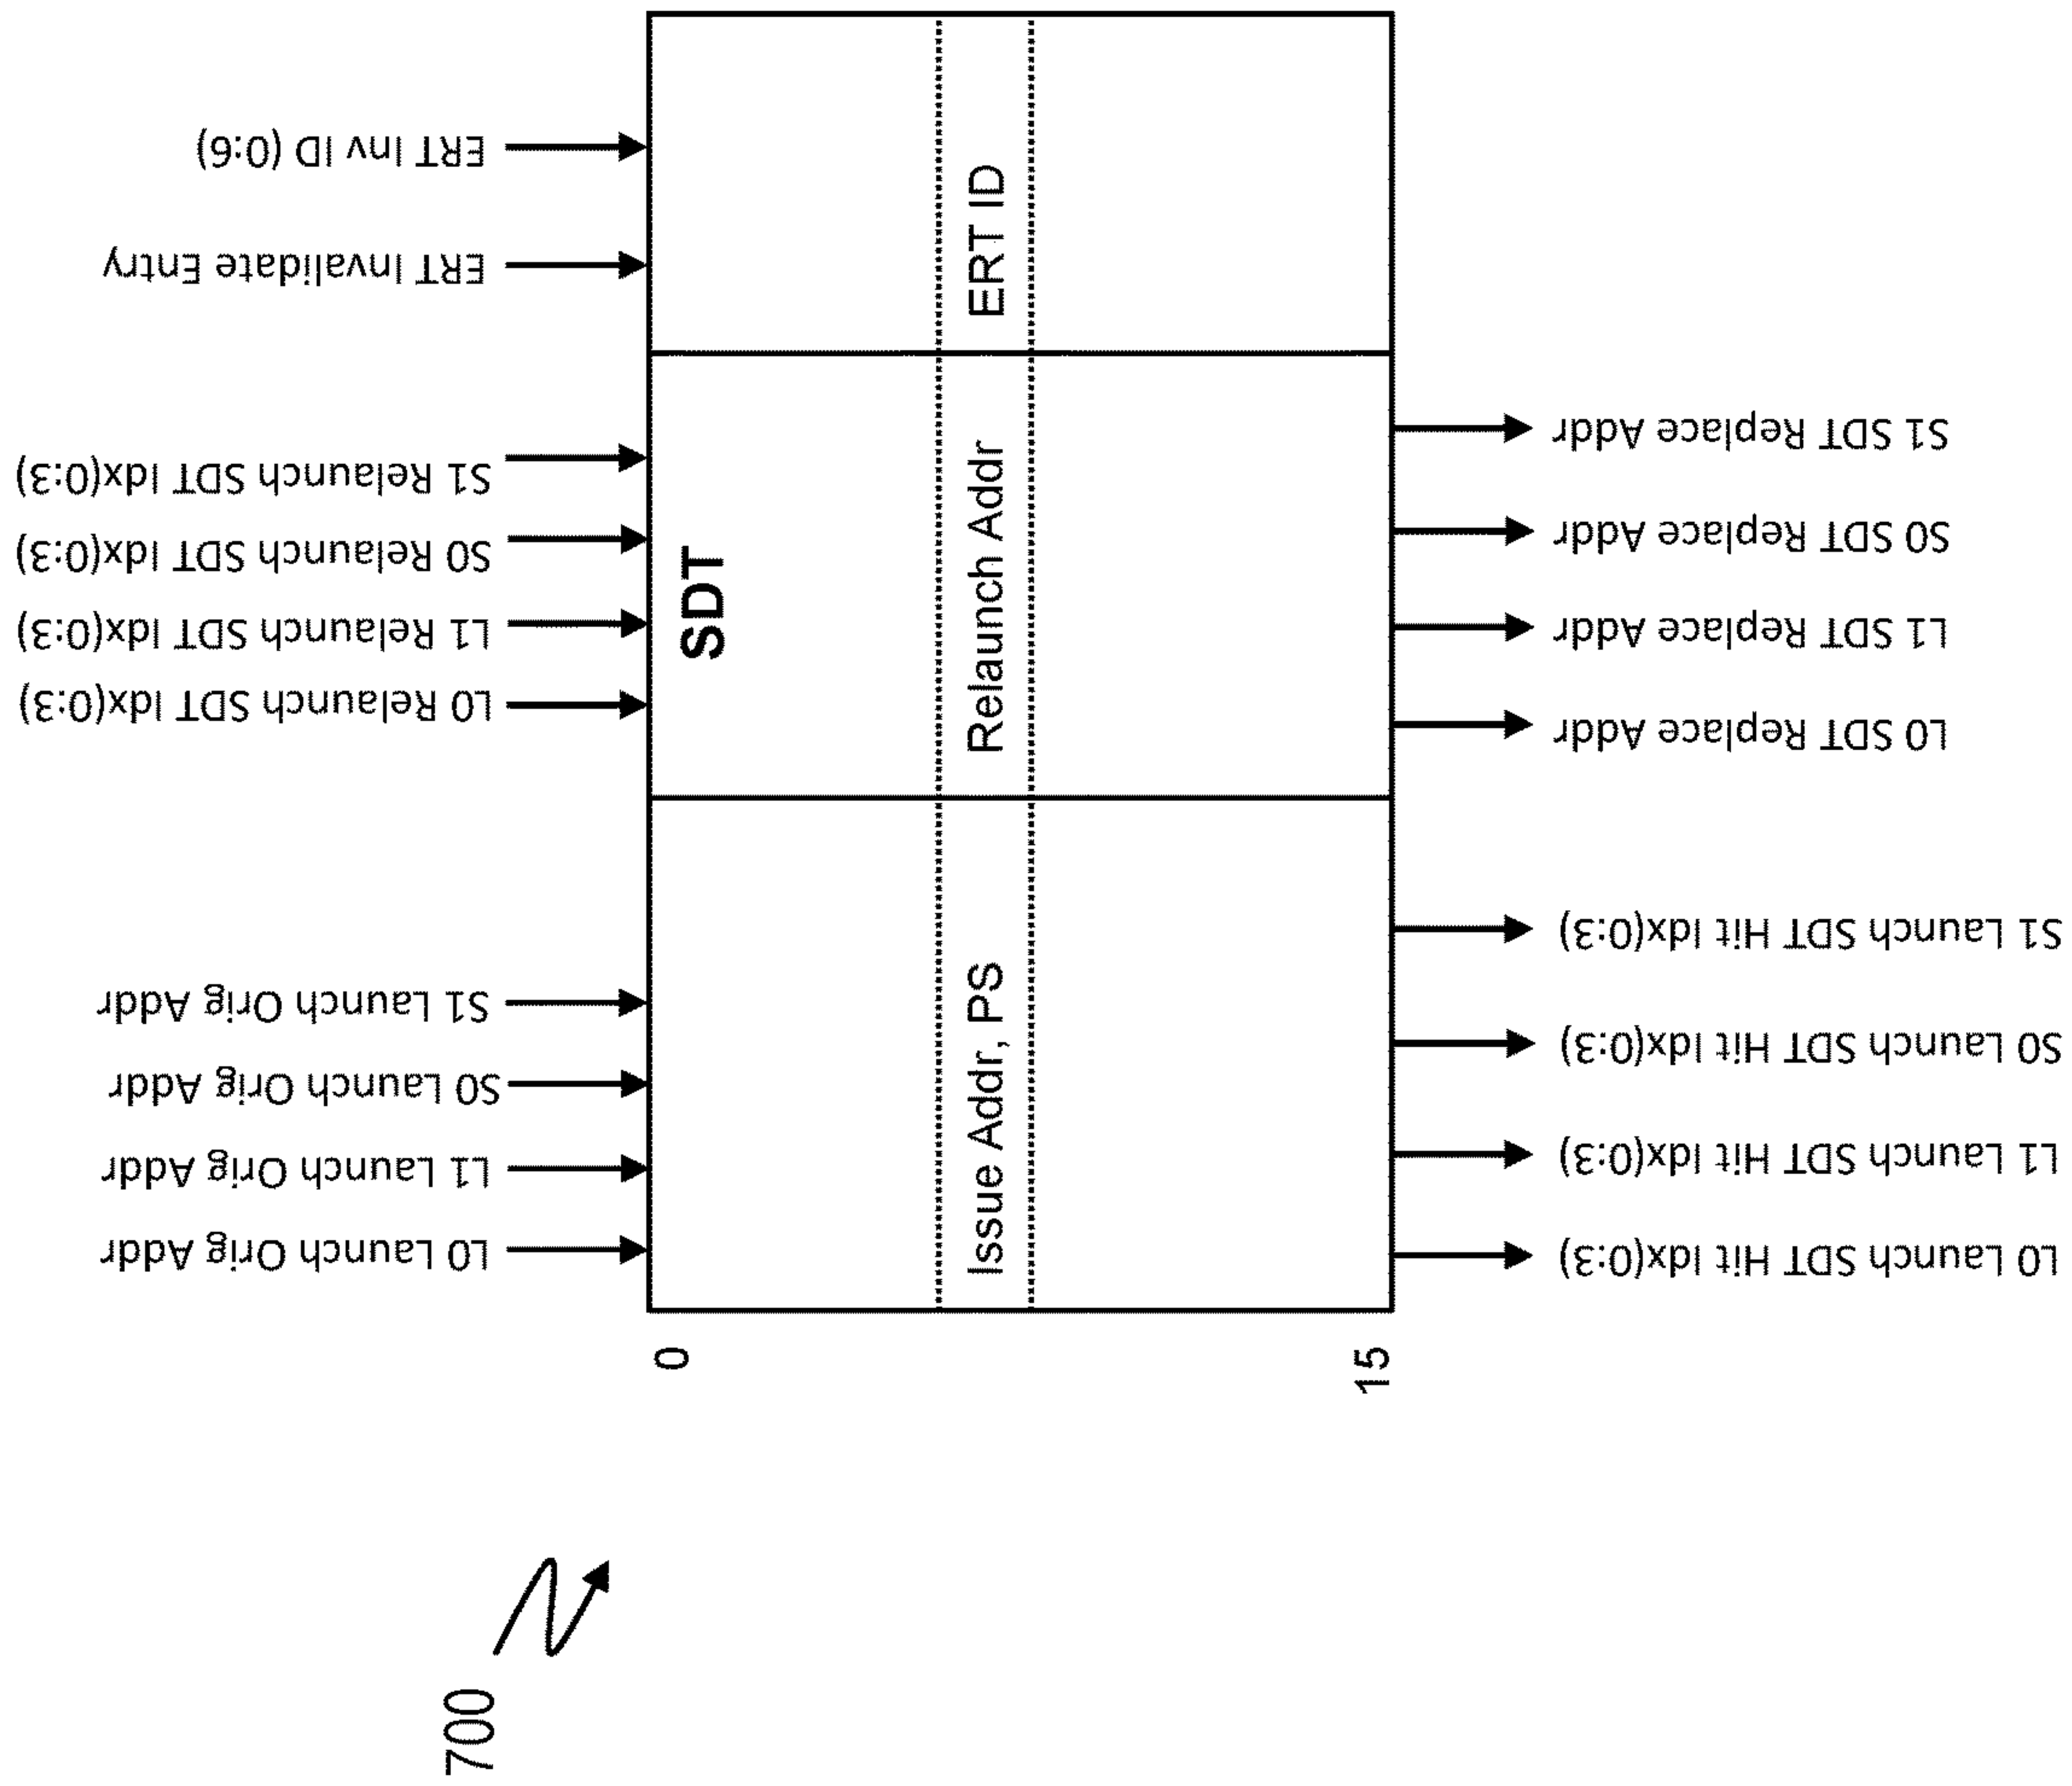 700
L0 Launch Orig Addr
L1 Launch Orig Addr
S0 Launch Orig Addr
S1 Launch Orig Addr
L0 Relaunch SDT Idx(0:3)
L1 Relaunch SDT Idx(0:3)
S0 Relaunch SDT Idx(0:3)
S1 Relaunch SDT Idx(0:3)
ERT Invalidate Entry
ERT Inv ID (0:6)
0
SDT
Issue Addr, PS
Relaunch Addr
ERT ID
15
L0 Launch SDT Hit Idx(0:3)
L1 Launch SDT Hit Idx(0:3)
S0 Launch SDT Hit Idx(0:3)
S1 Launch SDT Hit Idx(0:3)
L0 SDT Replace Addr
L1 SDT Replace Addr
S0 SDT Replace Addr
S1 SDT Replace Addr